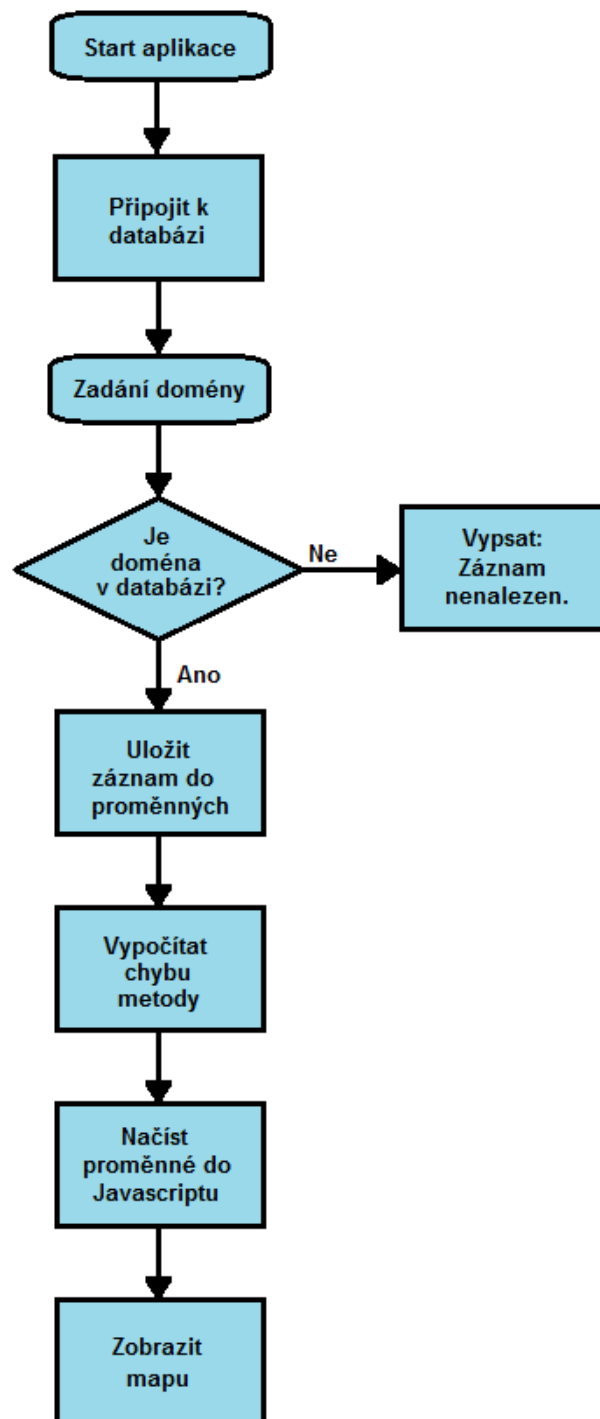 Start aplikace
Připojit k
databázi
Zadání domény
Je
doména
v databázi?
Ne
Vypsat:
Záznam
nenalezen.
Ano
Uložit
záznam do
proměnných
Vypočítat
chybu
metody
Načíst
proměnné do
Javascriptu
Zobrazit
mapu